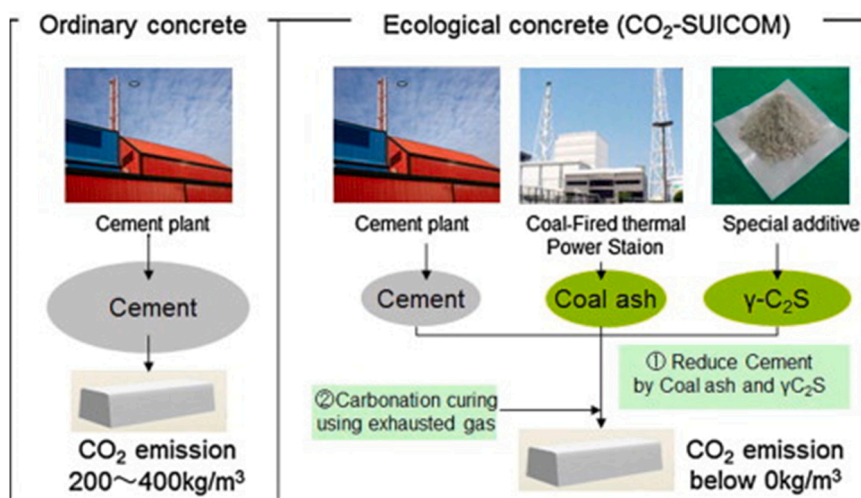 Ordinary concrete
Cement plant
Cement
CO₂ emission
200～400kg/m³
Ecological concrete (CO₂-SUICOM)
Cement plant
Coal-Fired thermal
Power Staion
Special additive
Cement
Coal ash
γ-C₂S
① Reduce Cement
by Coal ash and γC₂S
②Carbonation curing
using exhausted gas
CO₂ emission
below 0kg/m³